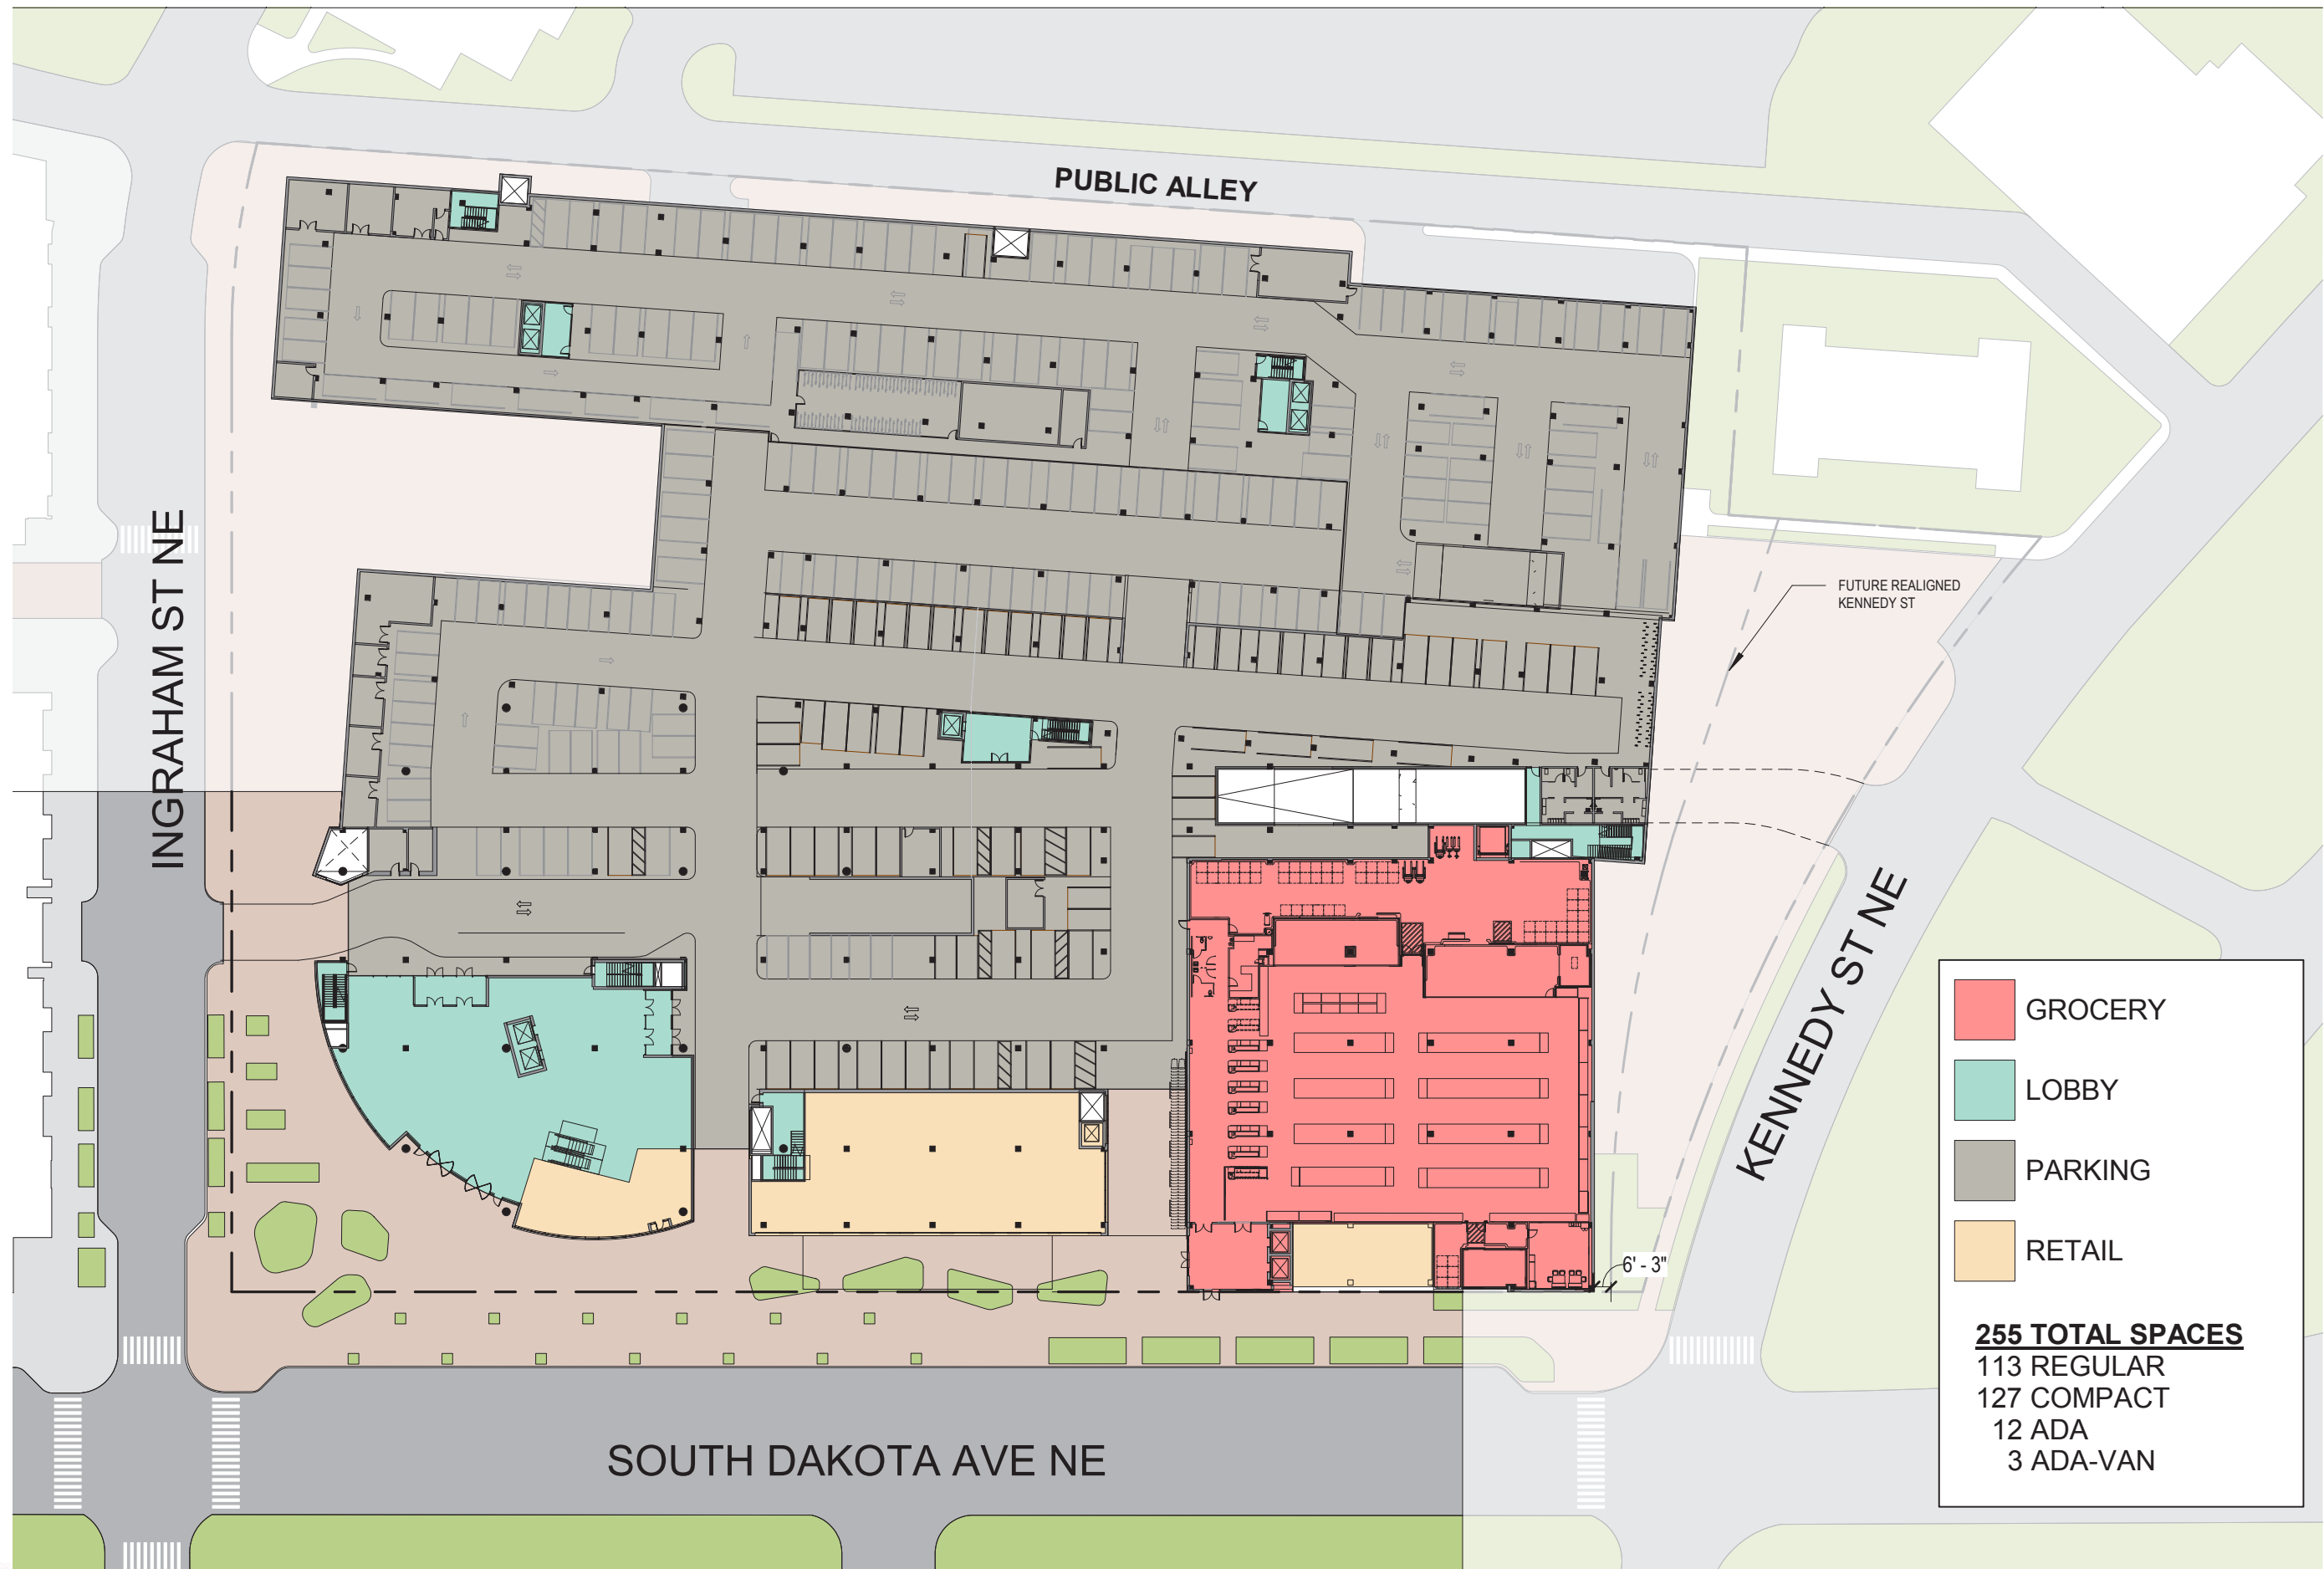 PUBLIC ALLEY
INGRAHAM ST NE
FUTURE REALIGNED
KENNEDY ST
KENNEDY ST NE
6' - 3"
SOUTH DAKOTA AVE NE
GROCERY
LOBBY
PARKING
RETAIL
255 TOTAL SPACES
113 REGULAR
127 COMPACT
12 ADA
3 ADA-VAN